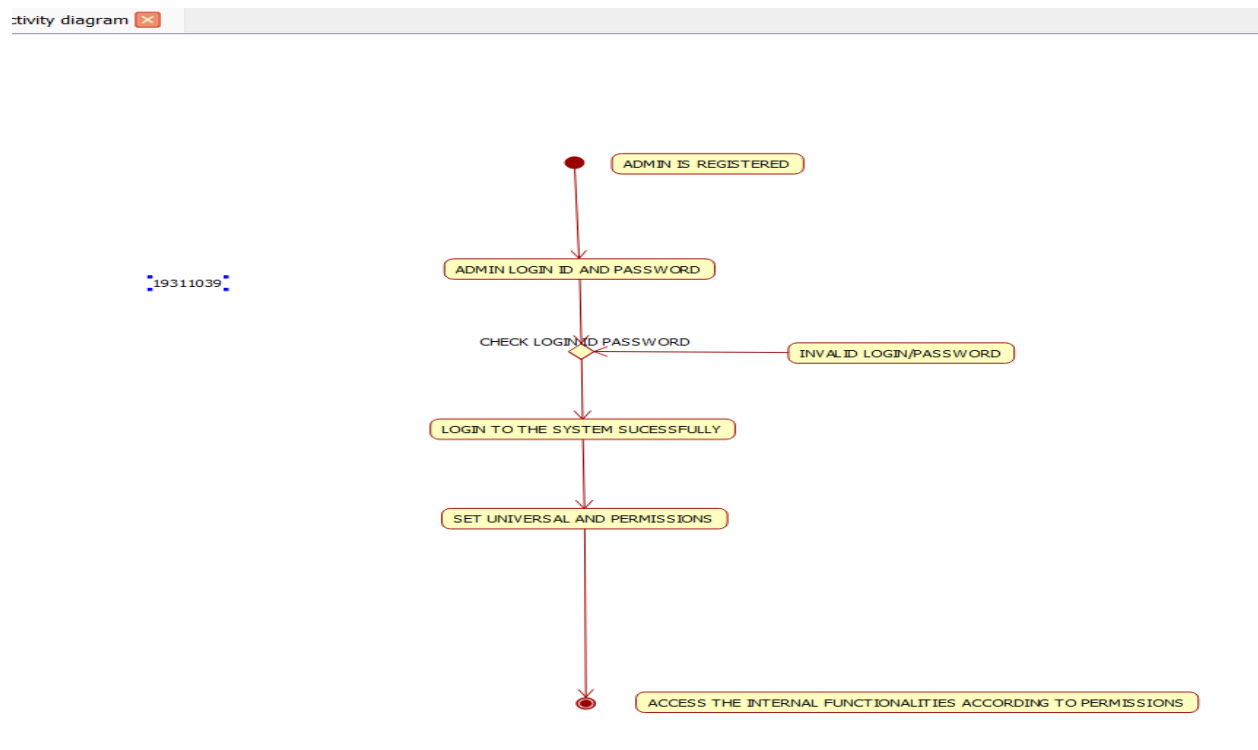 ctivity diagram
ADMIN IS REGISTERED
ADMIN LOGIN ID AND PASSWORD
19311039
CHECK LOGIN ID PASSWORD
INVALID LOGIN/PASSWORD
LOGIN TO THE SYSTEM SUCESSFULLY
SET UNIVERSAL AND PERMISSIONS
ACCESS THE INTERNAL FUNCTIONALITIES ACCORDING TO PERMISSIONS